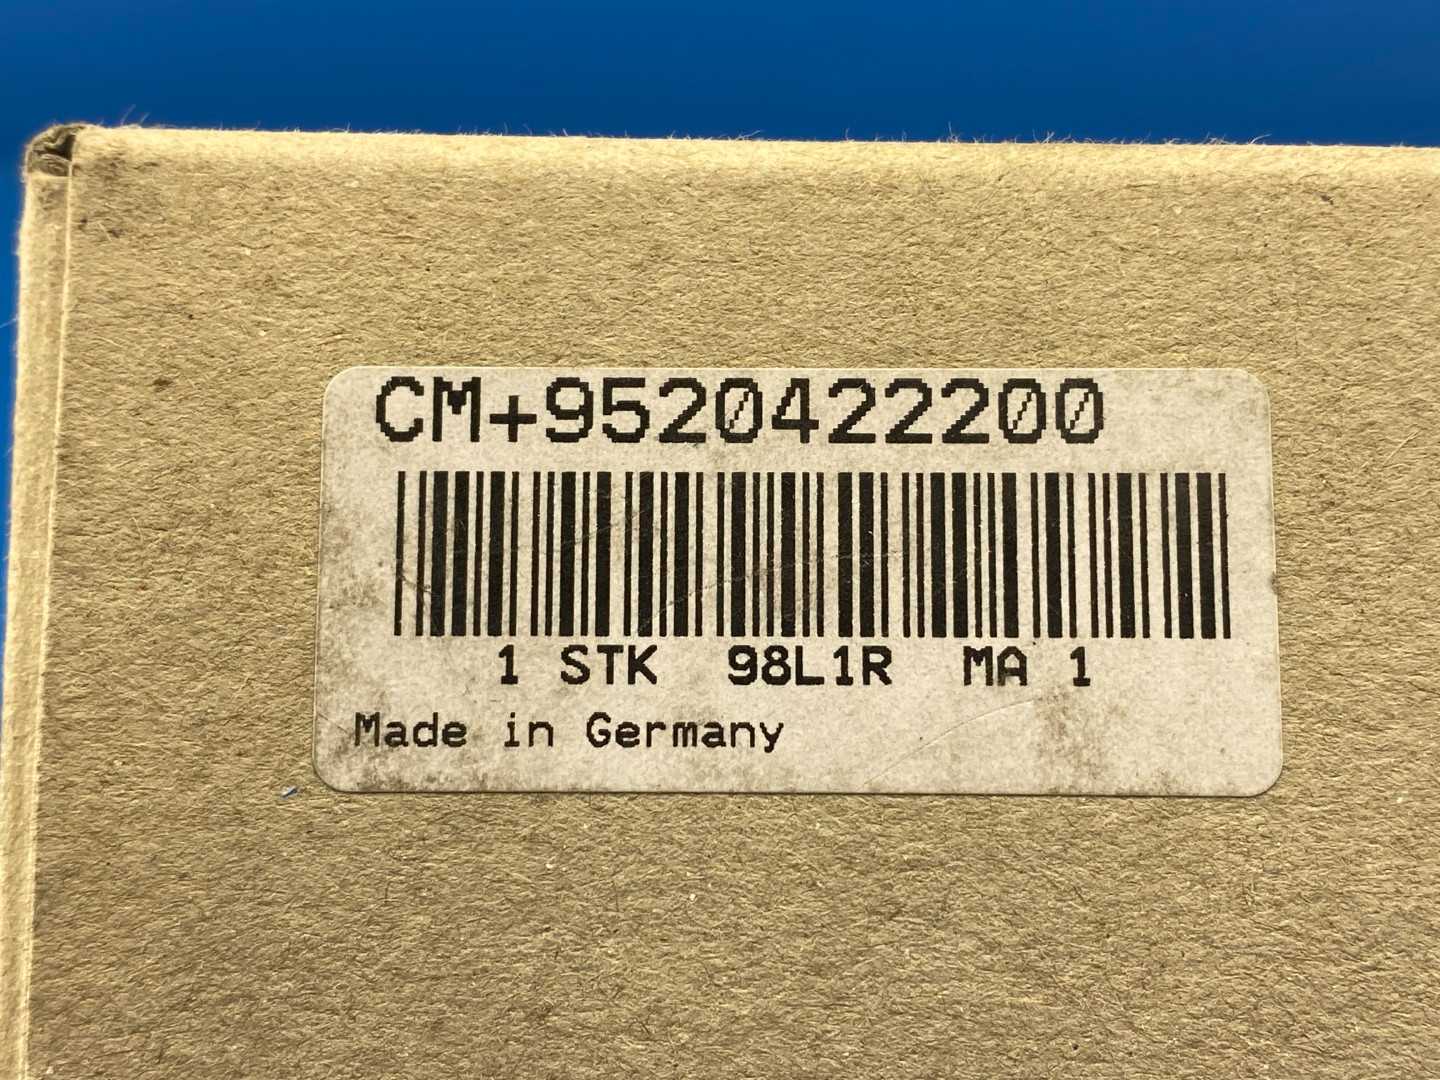 CM+9520422200
1 STK 98L1R MA 1
Made in Germany